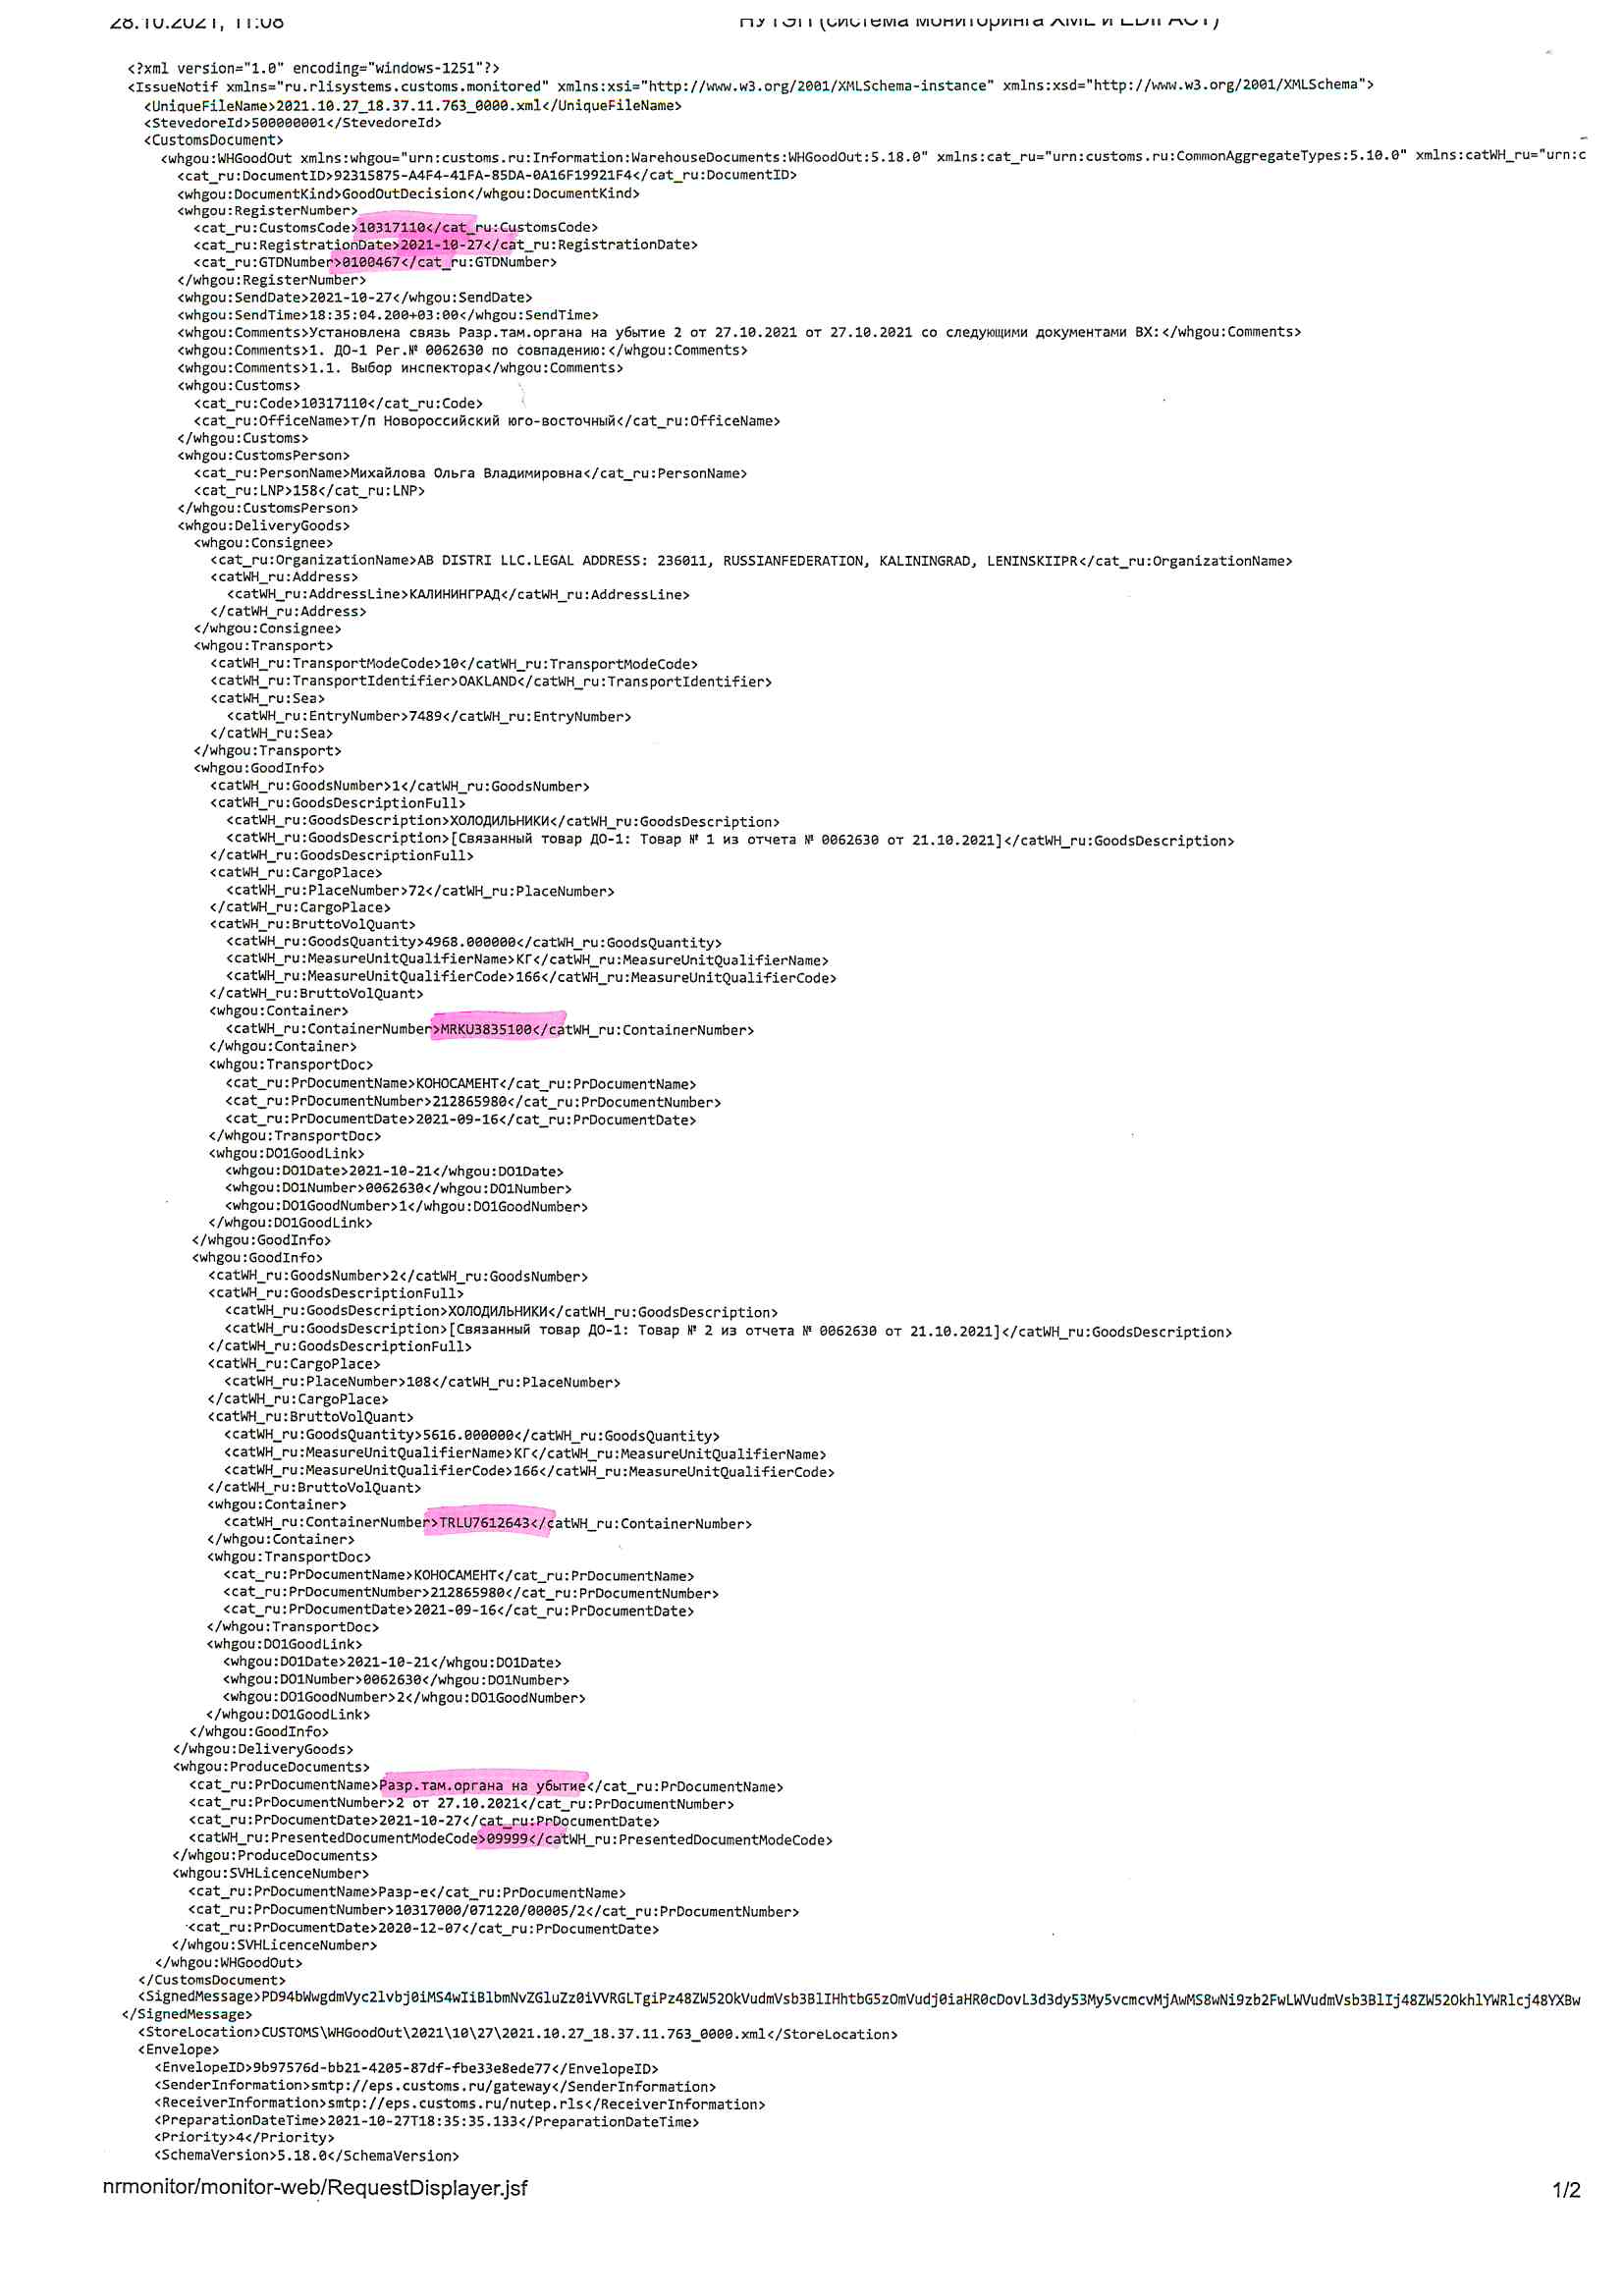 28.10.2021, 11:08
НУТЭП (система мониторинга XML и EDIFACT)
<?xml version="1.0" encoding="windows-1251"?>
<IssueNotif xmlns="ru.rlisystems.customs.monitored" xmlns:xsi="http://www.w3.org/2001/XMLSchema-instance" xmlns:xsd="http://www.w3.org/2001/XMLSchema">
<UniqueFileName>2021.10.27_18.37.11.763_0000.xml</UniqueFileName>
<StevedoreId>500000001</StevedoreId>
<CustomsDocument>
<whgou:WHGoodOut xmlns:whgou="urn:customs.ru:Information:WarehouseDocuments:WHGoodOut:5.18.0" xmlns:cat_ru="urn:customs.ru:CommonAggregateTypes:5.10.0" xmlns:catWH_ru="urn:c
<cat_ru:DocumentID>92315875-A4F4-41FA-85DA-0A16F19921F4</cat_ru:DocumentID>
<whgou:DocumentKind>GoodOutDecision</whgou:DocumentKind>
<whgou:RegisterNumber>
<cat_ru:CustomsCode>10317110</cat_ru:CustomsCode>
<cat_ru:RegistrationDate>2021-10-27</cat_ru:RegistrationDate>
<cat_ru:GTDNumber>0100467</cat_ru:GTDNumber>
</whgou:RegisterNumber>
<whgou:SendDate>2021-10-27</whgou:SendDate>
<whgou:SendTime>18:35:04.200+03:00</whgou:SendTime>
<whgou:Comments>Установлена связь Разр.там.органа на убытие 2 от 27.10.2021 от 27.10.2021 со следующими документами ВХ:</whgou:Comments>
<whgou:Comments>1. ДО-1 Рег.№ 0062630 по совпадению:</whgou:Comments>
<whgou:Comments>1.1. Выбор инспектора</whgou:Comments>
<whgou:Customs>
<cat_ru:Code>10317110</cat_ru:Code>
<cat_ru:OfficeName>т/п Новороссийский юго-восточный</cat_ru:OfficeName>
</whgou:Customs>
<whgou:CustomsPerson>
<cat_ru:PersonName>Михайлова Ольга Владимировна</cat_ru:PersonName>
<cat_ru:LNP>158</cat_ru:LNP>
</whgou:CustomsPerson>
<whgou:DeliveryGoods>
<whgou:Consignee>
<cat_ru:OrganizationName>AB DISTRI LLC.LEGAL ADDRESS: 236011, RUSSIANFEDERATION, KALININGRAD, LENINSKIIPR</cat_ru:OrganizationName>
<catWH_ru:Address>
<catWH_ru:AddressLine>КАЛИНИНГРАД</catWH_ru:AddressLine>
</catWH_ru:Address>
</whgou:Consignee>
<whgou:Transport>
<catWH_ru:TransportModeCode>10</catWH_ru:TransportModeCode>
<catWH_ru:TransportIdentifier>OAKLAND</catWH_ru:TransportIdentifier>
<catWH_ru:Sea>
<catWH_ru:EntryNumber>7489</catWH_ru:EntryNumber>
</catWH_ru:Sea>
</whgou:Transport>
<whgou:GoodInfo>
<catWH_ru:GoodsNumber>1</catWH_ru:GoodsNumber>
<catWH_ru:GoodsDescriptionFull>
<catWH_ru:GoodsDescription>ХОЛОДИЛЬНИКИ</catWH_ru:GoodsDescription>
<catWH_ru:GoodsDescription>[Связанный товар ДО-1: Товар № 1 из отчета № 0062630 от 21.10.2021]</catWH_ru:GoodsDescription>
</catWH_ru:GoodsDescriptionFull>
<catWH_ru:CargoPlace>
<catWH_ru:PlaceNumber>72</catWH_ru:PlaceNumber>
</catWH_ru:CargoPlace>
<catWH_ru:BruttoVolQuant>
<catWH_ru:GoodsQuantity>4968.000000</catWH_ru:GoodsQuantity>
<catWH_ru:MeasureUnitQualifierName>КГ</catWH_ru:MeasureUnitQualifierName>
<catWH_ru:MeasureUnitQualifierCode>166</catWH_ru:MeasureUnitQualifierCode>
</catWH_ru:BruttoVolQuant>
<whgou:Container>
<catWH_ru:ContainerNumber>MRKU3835100</catWH_ru:ContainerNumber>
</whgou:Container>
<whgou:TransportDoc>
<cat_ru:PrDocumentName>КОНОСАМЕНТ</cat_ru:PrDocumentName>
<cat_ru:PrDocumentNumber>212865980</cat_ru:PrDocumentNumber>
<cat_ru:PrDocumentDate>2021-09-16</cat_ru:PrDocumentDate>
</whgou:TransportDoc>
<whgou:DO1GoodLink>
<whgou:DO1Date>2021-10-21</whgou:DO1Date>
<whgou:DO1Number>0062630</whgou:DO1Number>
<whgou:DO1GoodNumber>1</whgou:DO1GoodNumber>
</whgou:DO1GoodLink>
</whgou:GoodInfo>
<whgou:GoodInfo>
<catWH_ru:GoodsNumber>2</catWH_ru:GoodsNumber>
<catWH_ru:GoodsDescriptionFull>
<catWH_ru:GoodsDescription>ХОЛОДИЛЬНИКИ</catWH_ru:GoodsDescription>
<catWH_ru:GoodsDescription>[Связанный товар ДО-1: Товар № 2 из отчета № 0062630 от 21.10.2021]</catWH_ru:GoodsDescription>
</catWH_ru:GoodsDescriptionFull>
<catWH_ru:CargoPlace>
<catWH_ru:PlaceNumber>108</catWH_ru:PlaceNumber>
</catWH_ru:CargoPlace>
<catWH_ru:BruttoVolQuant>
<catWH_ru:GoodsQuantity>5616.000000</catWH_ru:GoodsQuantity>
<catWH_ru:MeasureUnitQualifierName>КГ</catWH_ru:MeasureUnitQualifierName>
<catWH_ru:MeasureUnitQualifierCode>166</catWH_ru:MeasureUnitQualifierCode>
</catWH_ru:BruttoVolQuant>
<whgou:Container>
<catWH_ru:ContainerNumber>TRLU7612643</catWH_ru:ContainerNumber>
</whgou:Container>
<whgou:TransportDoc>
<cat_ru:PrDocumentName>КОНОСАМЕНТ</cat_ru:PrDocumentName>
<cat_ru:PrDocumentNumber>212865980</cat_ru:PrDocumentNumber>
<cat_ru:PrDocumentDate>2021-09-16</cat_ru:PrDocumentDate>
</whgou:TransportDoc>
<whgou:DO1GoodLink>
<whgou:DO1Date>2021-10-21</whgou:DO1Date>
<whgou:DO1Number>0062630</whgou:DO1Number>
<whgou:DO1GoodNumber>2</whgou:DO1GoodNumber>
</whgou:DO1GoodLink>
</whgou:GoodInfo>
</whgou:DeliveryGoods>
<whgou:ProduceDocuments>
<cat_ru:PrDocumentName>Разр.там.органа на убытие</cat_ru:PrDocumentName>
<cat_ru:PrDocumentNumber>2 от 27.10.2021</cat_ru:PrDocumentNumber>
<cat_ru:PrDocumentDate>2021-10-27</cat_ru:PrDocumentDate>
<catWH_ru:PresentedDocumentModeCode>09999</catWH_ru:PresentedDocumentModeCode>
</whgou:ProduceDocuments>
<whgou:SVHLicenceNumber>
<cat_ru:PrDocumentName>Разр-е</cat_ru:PrDocumentName>
<cat_ru:PrDocumentNumber>10317000/071220/00005/2</cat_ru:PrDocumentNumber>
<cat_ru:PrDocumentDate>2020-12-07</cat_ru:PrDocumentDate>
</whgou:SVHLicenceNumber>
</whgou:WHGoodOut>
</CustomsDocument>
<SignedMessage>PD94bWwgdmVyc2lvbj0iMS4wIiBlbmNvZGluZz0iVVRGLTgiPz48ZW52OkVudmVsb3BlIHhtbG5zOmVudj0iaHR0cDovL3d3dy53My5vcmcvMjAwMS8wNi9zb2FwLWVudmVsb3BlIj48ZW52OkhlYWRlcj48YXBw
</SignedMessage>
<StoreLocation>CUSTOMS\WHGoodOut\2021\10\27\2021.10.27_18.37.11.763_0000.xml</StoreLocation>
<Envelope>
<EnvelopeID>9b97576d-bb21-4205-87df-fbe33e8ede77</EnvelopeID>
<SenderInformation>smtp://eps.customs.ru/gateway</SenderInformation>
<ReceiverInformation>smtp://eps.customs.ru/nutep.rls</ReceiverInformation>
<PreparationDateTime>2021-10-27T18:35:35.133</PreparationDateTime>
<Priority>4</Priority>
<SchemaVersion>5.18.0</SchemaVersion>
nrmonitor/monitor-web/RequestDisplayer.jsf
1/2